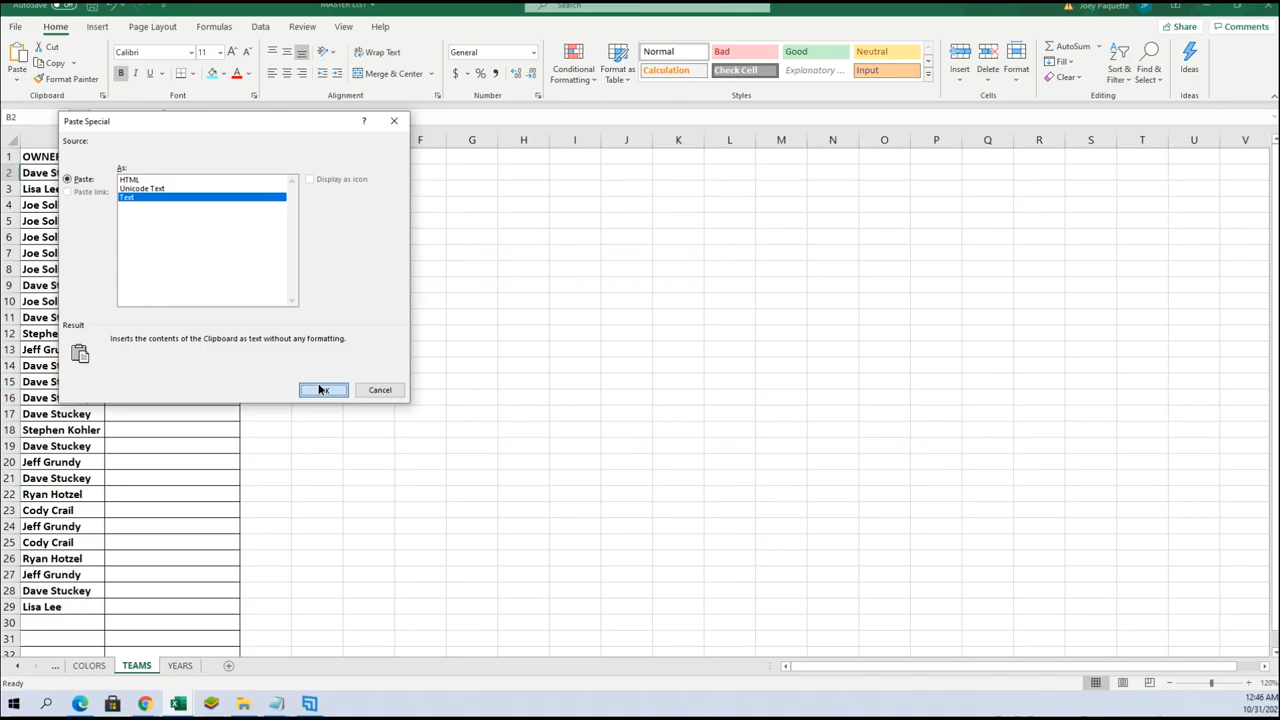 AutoSave Off MASTER LIST Search Joey Paquette JP
File Home Insert Page Layout Formulas Data Review View Help Share Comments
Paste Cut Copy Format Painter Clipboard
Calibri 11 B I U Font
Wrap Text Merge & Center Alignment
General $ % Number
Conditional Formatting Format as Table
Normal Bad Good Neutral
Calculation Check Cell Explanatory ... Input
Styles
Insert Delete Format Cells
AutoSum Fill Clear Sort & Filter Find & Select Editing
Ideas Ideas
B2
Paste Special ? ×
Source:
As:
Paste: HTML
Paste link: Unicode Text
Text
Display as icon
Result
Inserts the contents of the Clipboard as text without any formatting.
Cancel
F G H I J K L M N O P Q R S T U V
1 OWNER
2 Dave St
3 Lisa Lee
4 Joe Sol
5 Joe Sol
6 Joe Sol
7 Joe Sol
8 Joe Sol
9 Dave St
10 Joe Sol
11 Dave St
12 Stephe
13 Jeff Gru
14 Dave St
15 Dave St
16 Dave St
17 Dave Stuckey
18 Stephen Kohler
19 Dave Stuckey
20 Jeff Grundy
21 Dave Stuckey
22 Ryan Hotzel
23 Cody Crail
24 Jeff Grundy
25 Cody Crail
26 Ryan Hotzel
27 Jeff Grundy
28 Dave Stuckey
29 Lisa Lee
30
31
32
... COLORS TEAMS YEARS
Ready 120%
12:46 AM
10/31/202